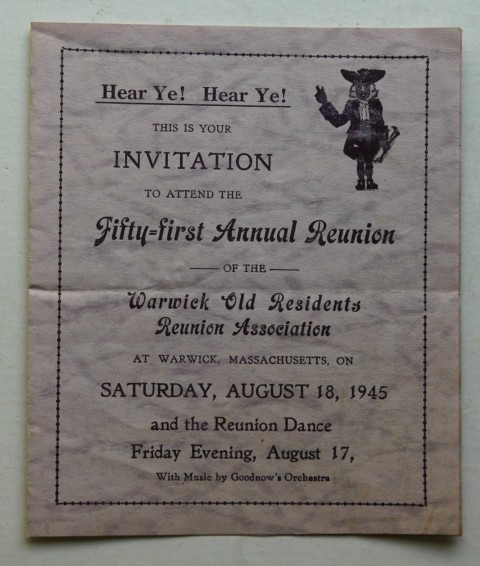 Hear Ye! Hear Ye!
THIS IS YOUR
INVITATION
TO ATTEND THE
Fifty-first Annual Reunion
OF THE
Warwick Old Residents
Reunion Association
AT WARWICK, MASSACHUSETTS, ON
SATURDAY, AUGUST 18, 1945
and the Reunion Dance
Friday Evening, August 17,
With Music by Goodnow's Orchestra